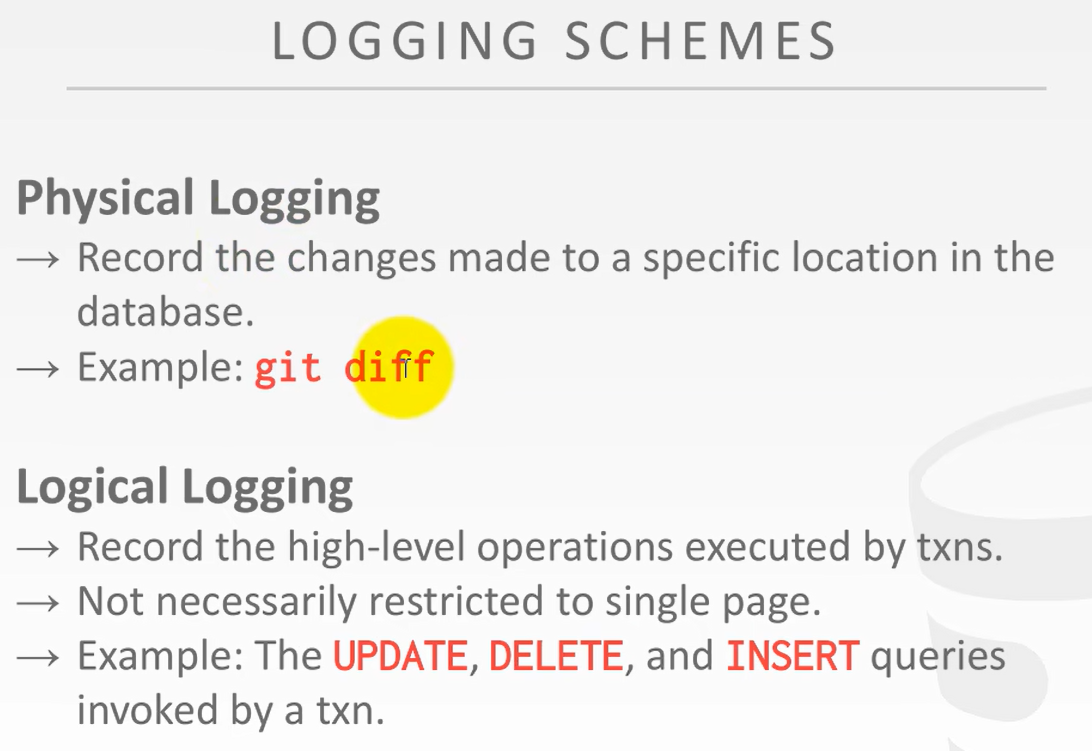 LOGGING SCHEMES
Physical Logging
→ Record the changes made to a specific location in the
database.
→ Example: git diff
Logical Logging
→ Record the high-level operations executed by txns.
→ Not necessarily restricted to single page.
→ Example: The UPDATE, DELETE, and INSERT queries
invoked by a txn.